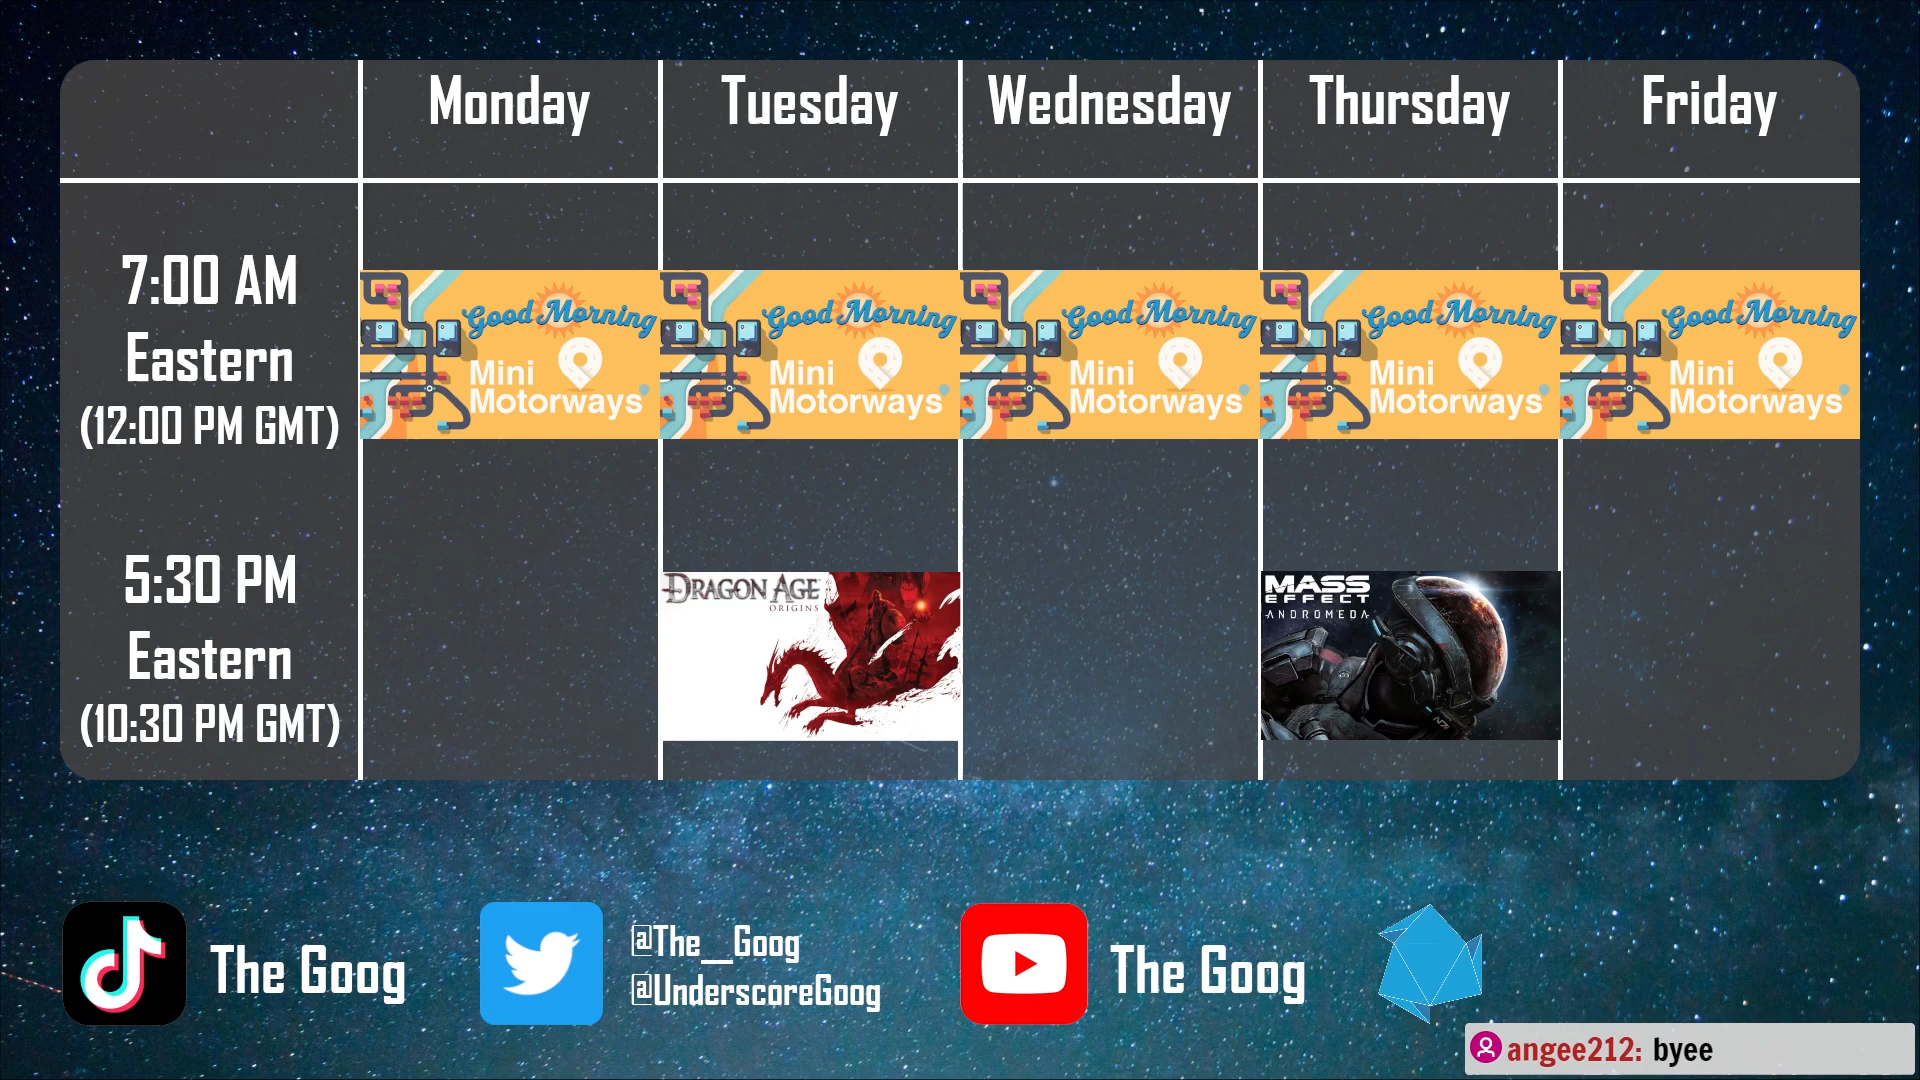 Monday
Tuesday
Wednesday
Thursday
Friday
7:00 AM
Eastern
(12:00 PM GMT)
Good Morning
Mini
Motorways
Good Morning
Mini
Motorways
Good Morning
Mini
Motorways
Good Morning
Mini
Motorways
Good Morning
Mini
Motorways
5:30 PM
Eastern
(10:30 PM GMT)
DRAGON AGE
ORIGINS
MASS
EFFECT
ANDROMEDA
N7
The Goog
@The__Goog
@UnderscoreGoog
The Goog
angee212: byee